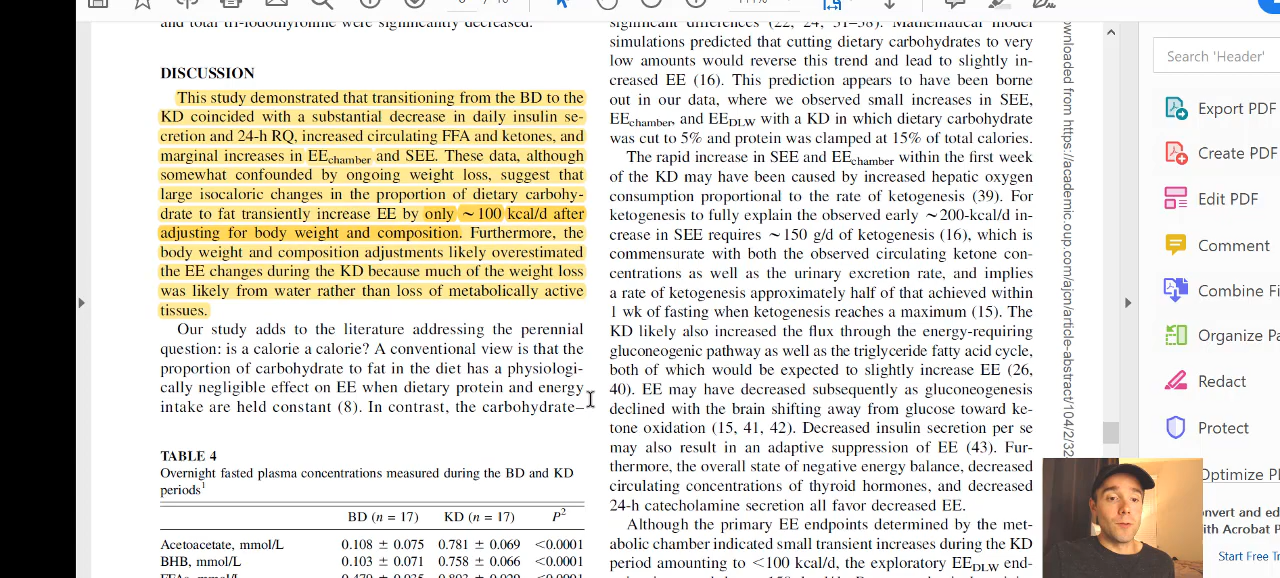 and total tri-iodothyronine were significantly decreased.
DISCUSSION
This study demonstrated that transitioning from the BD to the
KD coincided with a substantial decrease in daily insulin se-
cretion and 24-h RQ, increased circulating FFA and ketones, and
marginal increases in EEchamber and SEE. These data, although
somewhat confounded by ongoing weight loss, suggest that
large isocaloric changes in the proportion of dietary carbohy-
drate to fat transiently increase EE by only ~100 kcal/d after
adjusting for body weight and composition. Furthermore, the
body weight and composition adjustments likely overestimated
the EE changes during the KD because much of the weight loss
was likely from water rather than loss of metabolically active
tissues.
Our study adds to the literature addressing the perennial
question: is a calorie a calorie? A conventional view is that the
proportion of carbohydrate to fat in the diet has a physiologi-
cally negligible effect on EE when dietary protein and energy
intake are held constant (8). In contrast, the carbohydrate–
TABLE 4
Overnight fasted plasma concentrations measured during the BD and KD
periods1
BD (n = 17) KD (n = 17) P2
Acetoacetate, mmol/L 0.108 ± 0.075 0.781 ± 0.069 <0.0001
BHB, mmol/L 0.103 ± 0.071 0.758 ± 0.066 <0.0001
significant differences (22, 24, 31–38). Mathematical model
simulations predicted that cutting dietary carbohydrates to very
low amounts would reverse this trend and lead to slightly in-
creased EE (16). This prediction appears to have been borne
out in our data, where we observed small increases in SEE,
EEchamber, and EEDLW with a KD in which dietary carbohydrate
was cut to 5% and protein was clamped at 15% of total calories.
The rapid increase in SEE and EEchamber within the first week
of the KD may have been caused by increased hepatic oxygen
consumption proportional to the rate of ketogenesis (39). For
ketogenesis to fully explain the observed early ~200-kcal/d in-
crease in SEE requires ~150 g/d of ketogenesis (16), which is
commensurate with both the observed circulating ketone con-
centrations as well as the urinary excretion rate, and implies
a rate of ketogenesis approximately half of that achieved within
1 wk of fasting when ketogenesis reaches a maximum (15). The
KD likely also increased the flux through the energy-requiring
gluconeogenic pathway as well as the triglyceride fatty acid cycle,
both of which would be expected to slightly increase EE (26,
40). EE may have decreased subsequently as gluconeogenesis
declined with the brain shifting away from glucose toward ke-
tone oxidation (15, 41, 42). Decreased insulin secretion per se
may also result in an adaptive suppression of EE (43). Fur-
thermore, the overall state of negative energy balance, decreased
circulating concentrations of thyroid hormones, and decreased
24-h catecholamine secretion all favor decreased EE.
Although the primary EE endpoints determined by the met-
abolic chamber indicated small transient increases during the KD
period amounting to <100 kcal/d, the exploratory EEDLW end-
ownloaded from https://academic.oup.com/ajcn/article-abstract/104/2/32
Search 'Header'
Export PDF
Create PDF
Edit PDF
Comment
Combine Fi
Organize Pa
Redact
Protect
Optimize PD
nvert and ed
ith Acrobat P
Start Free Tr